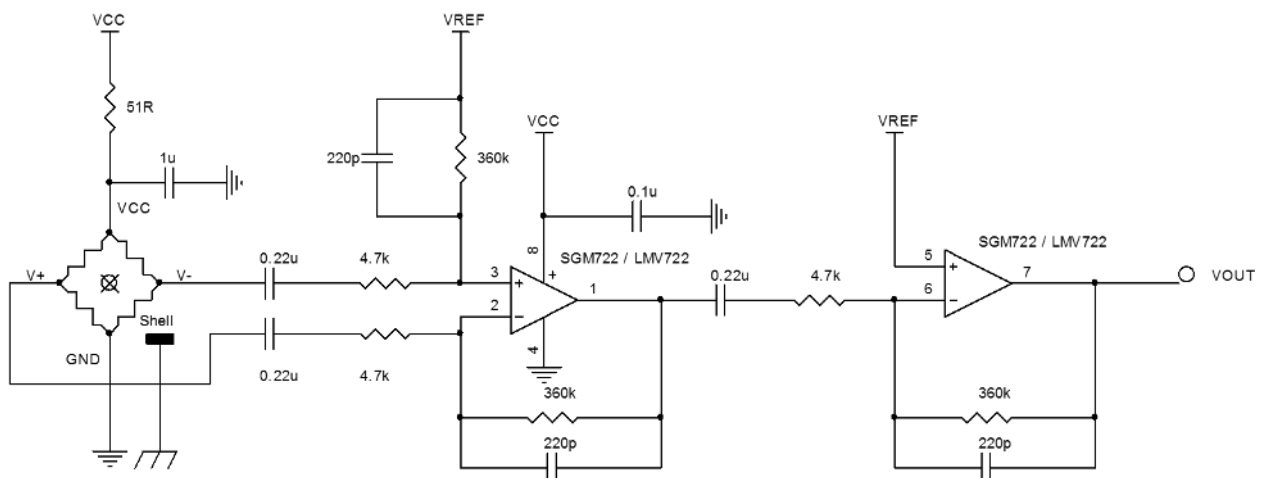 VCC
VREF
51R
VCC
VREF
220p
360k
1u
0.1u
VCC
8
SGM722 / LMV722
SGM722 / LMV722
V+
V-
0.22u
4.7k
3
+
+
0.22u
4.7k
5
+
7
VOUT
1
2
−
6
−
Shell
GND
4
0.22u
4.7k
360k
360k
220p
220p